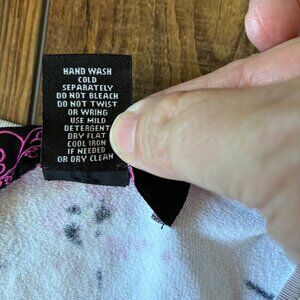 HAND WASH
COLD
SEPARATELY
DO NOT BLEACH
DO NOT TWIST
OR WRING
USE MILD
DETERGENT
DRY FLAT
COOL IRON
IF NEEDED
OR DRY CLEAN